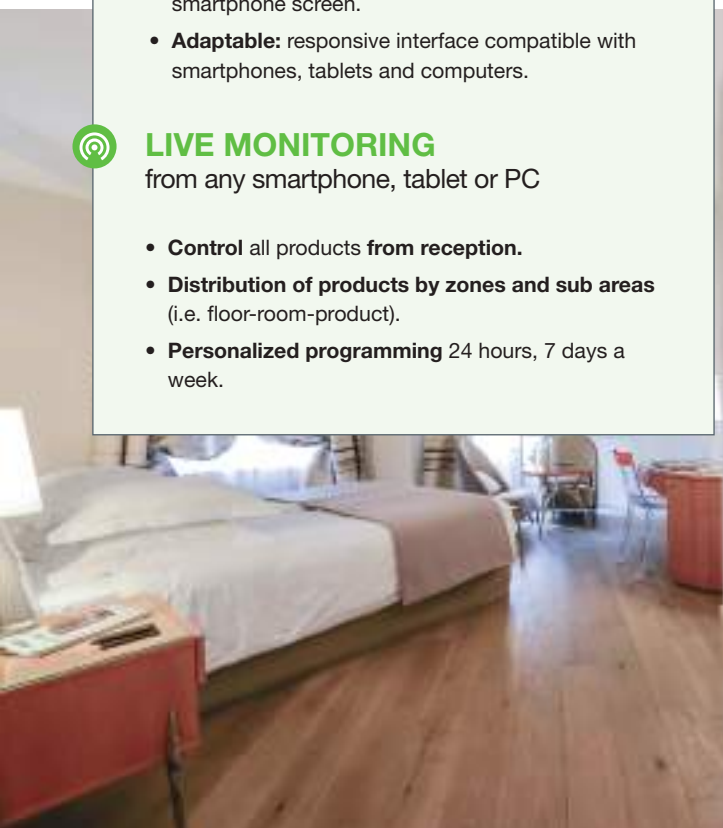 smartphone screen.
• Adaptable: responsive interface compatible with
smartphones, tablets and computers.
LIVE MONITORING
from any smartphone, tablet or PC
• Control all products from reception.
• Distribution of products by zones and sub areas
(i.e. floor-room-product).
• Personalized programming 24 hours, 7 days a
week.